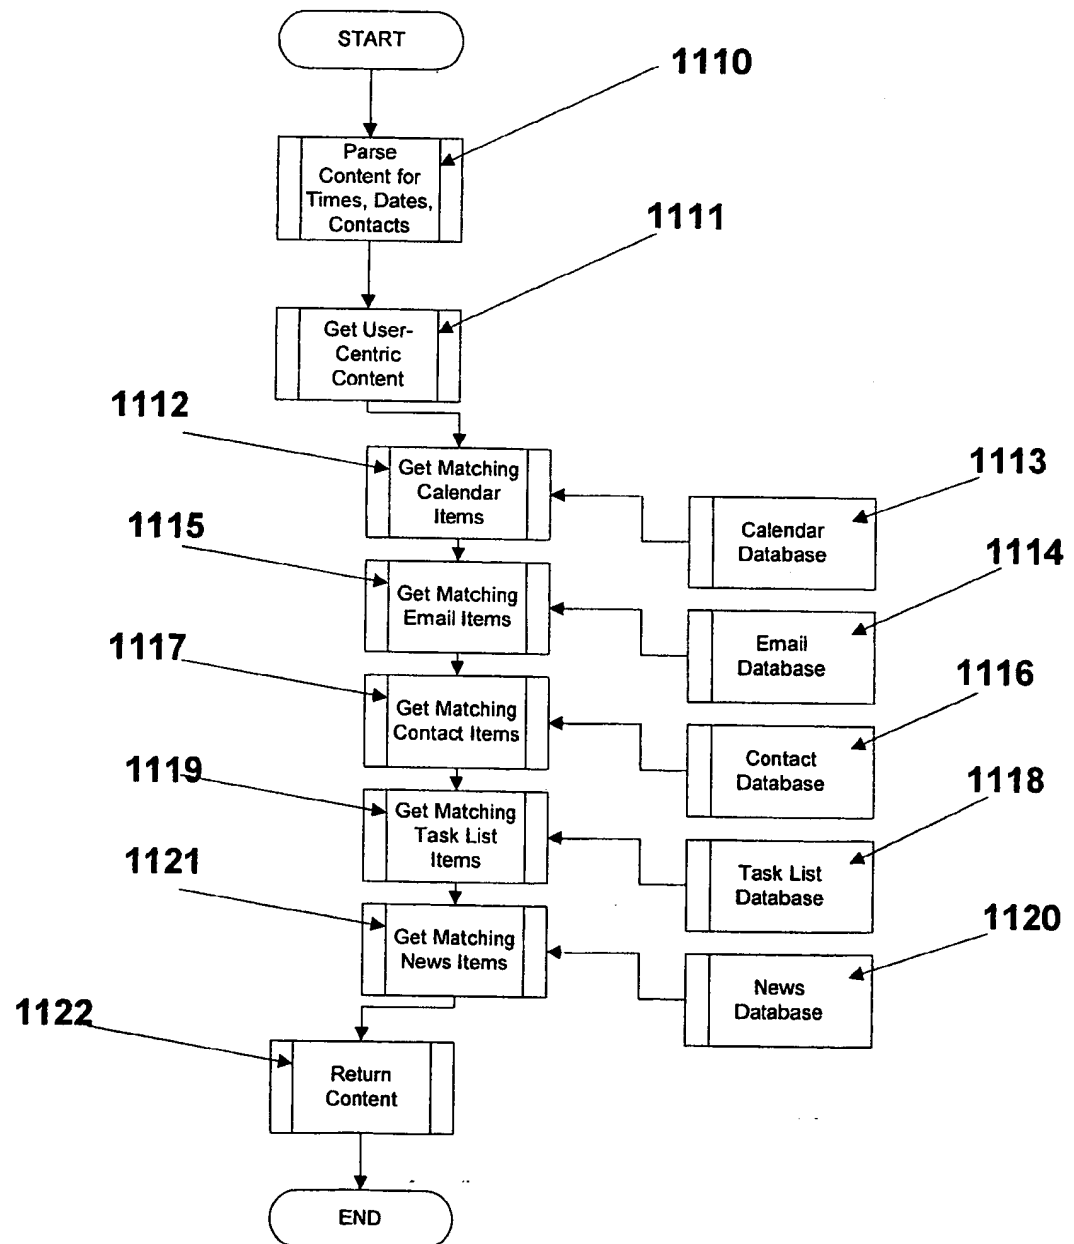 START
1110
Parse
Content for
Times, Dates,
Contacts
1111
Get User-
Centric
Content
1112
Get Matching
Calendar
Items
1113
Calendar
Database
1115
Get Matching
Email Items
1114
Email
Database
1117
Get Matching
Contact Items
1116
Contact
Database
1119
Get Matching
Task List
Items
1118
Task List
Database
1121
Get Matching
News Items
1120
News
Database
1122
Return
Content
END